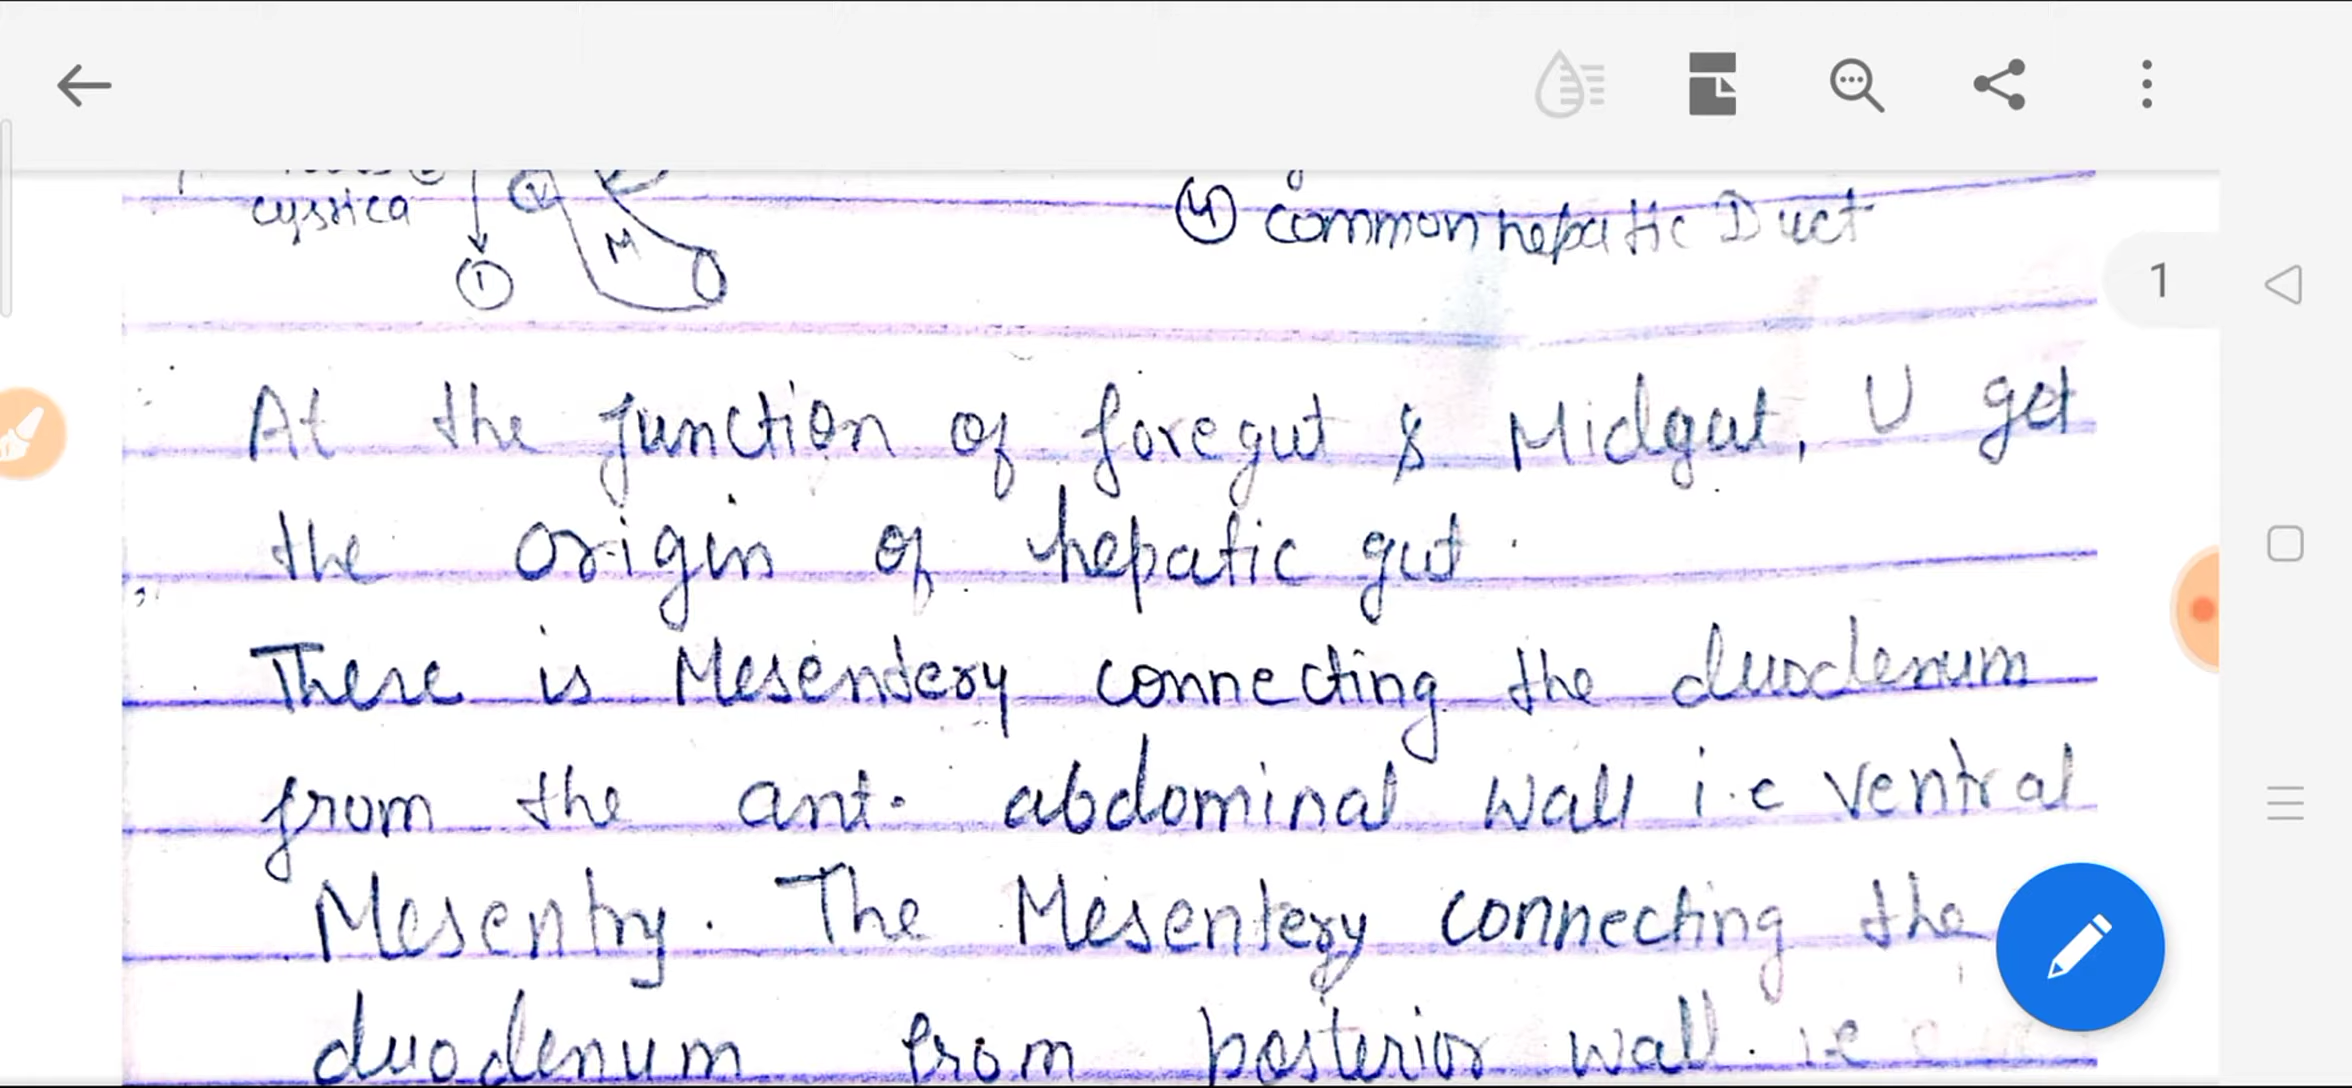 cystica
V
M
1
④ common hepatic Duct
1
At the junction of foregut & Midgut, U get
the origin of hepatic gut.
There is Mesentery connecting the duodenum
from the ant. abdominal wall i.e ventral
Mesentry. The Mesentery connecting the
duodenum from posterior wall. i.e